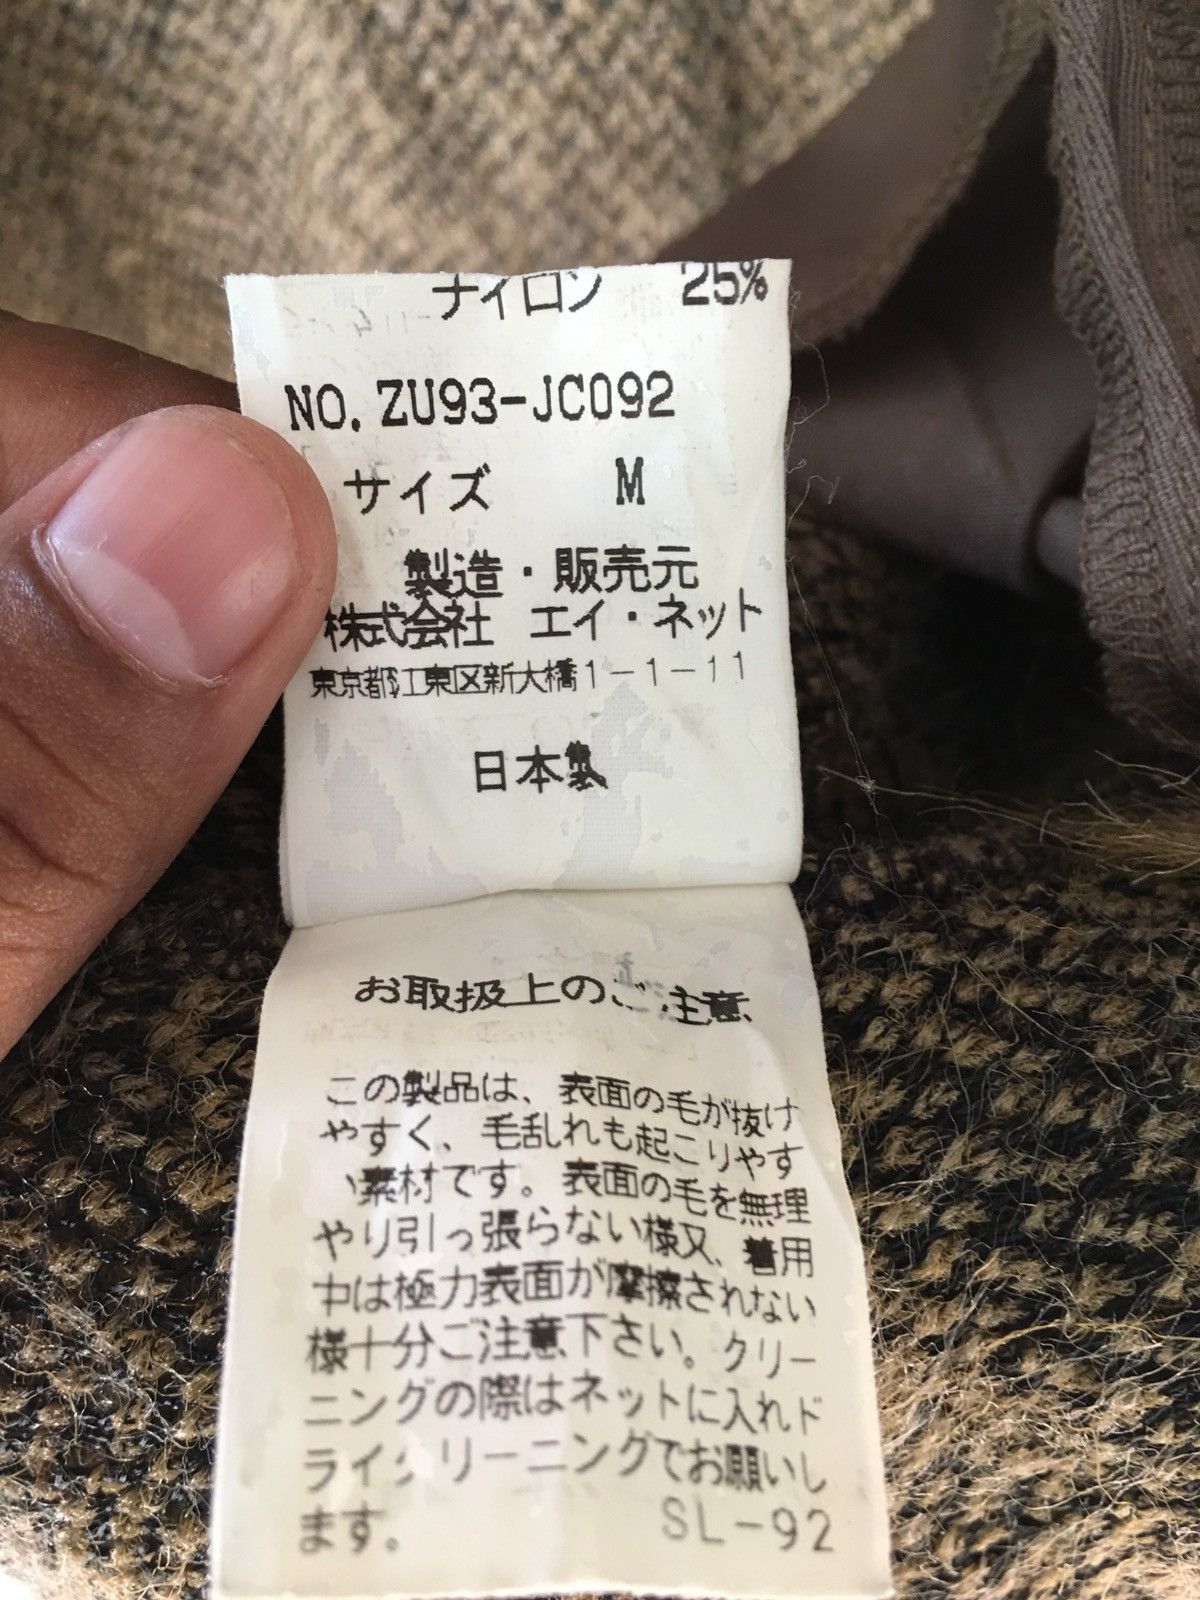 ナイロン 25%
NO. ZU93-JC092
サイズ M
製造・販売元
株式会社 エイ・ネット
東京都江東区新大橋1-1-11
日本製
お取扱上のご注意
この製品は、表面の毛が抜け
やすく、毛乱れも起こりやす
い素材です。表面の毛を無理
やり引っ張らない様又、着用
中は極力表面が摩擦されない
様十分ご注意下さい。クリー
ニングの際はネットに入れド
ライクリーニングでお願いし
ます。 SL-92